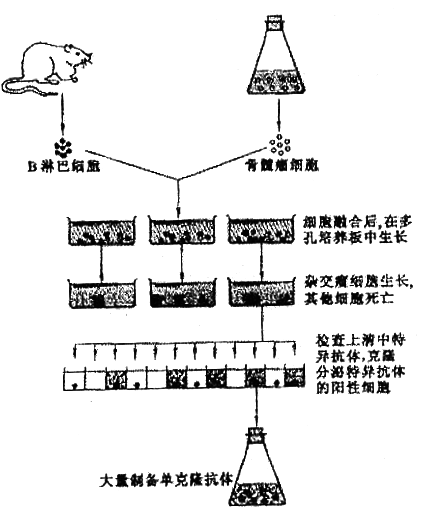 B淋巴细胞
骨髓瘤细胞
细胞融合后,在多
孔培养板中生长
杂交瘤细胞生长,
其他细胞死亡
检查上清中特
异抗体,克隆
分泌特异抗体
的阳性细胞
大量制备单克隆抗体